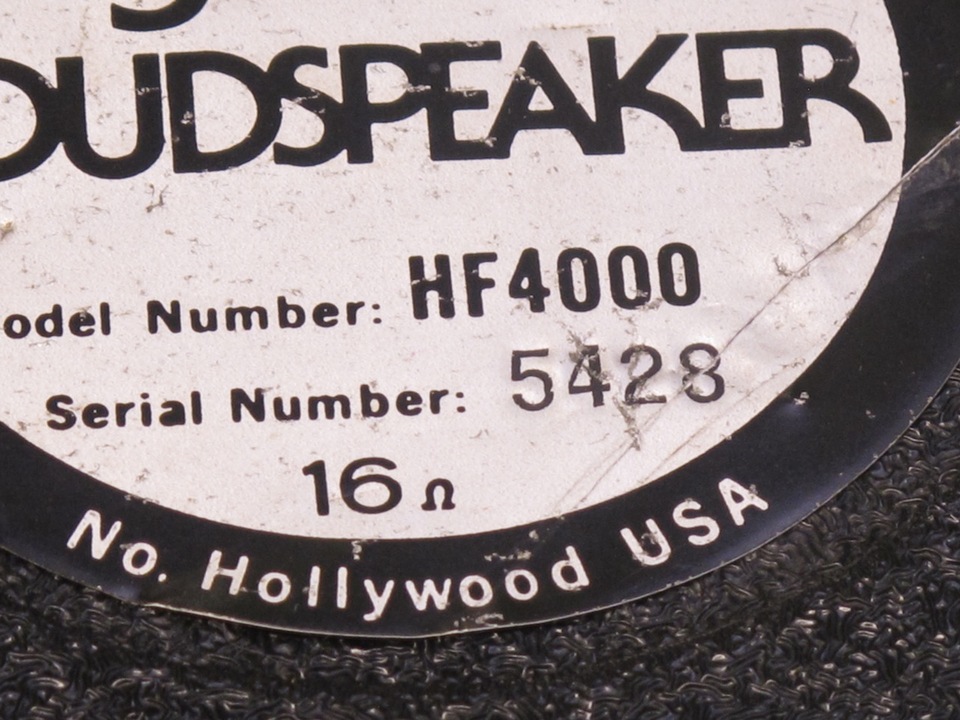 OUDSPEAKER
odel Number: HF4000
Serial Number: 5428
16 Ω
No. Hollywood USA